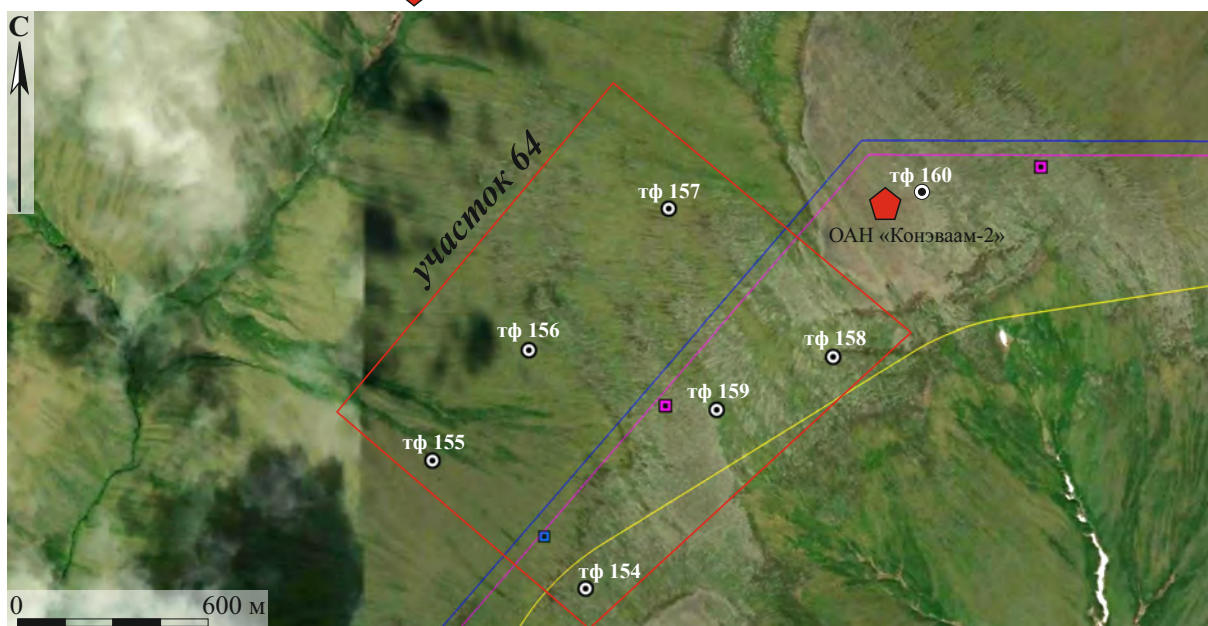 С
участок 64
тф 157
тф 160
ОАН «Конэваам-2»
тф 156
тф 158
тф 159
тф 155
тф 154
0 600 м